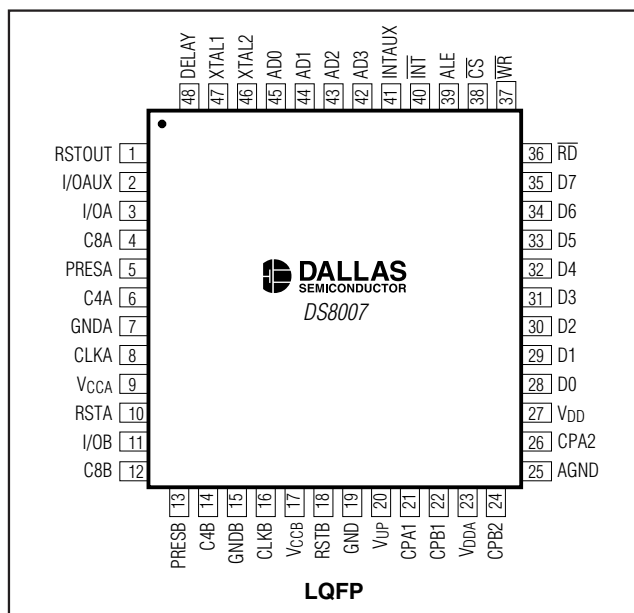 48 DELAY
47 XTAL1
46 XTAL2
45 AD0
44 AD1
43 AD2
42 AD3
41 INTAUX
40 INT
39 ALE
38 CS
37 WR
RSTOUT 1
I/OAUX 2
I/OA 3
C8A 4
PRESA 5
C4A 6
GNDA 7
CLKA 8
VCCA 9
RSTA 10
I/OB 11
C8B 12
36 RD
35 D7
34 D6
33 D5
32 D4
31 D3
30 D2
29 D1
28 D0
27 VDD
26 CPA2
25 AGND
DALLAS
SEMICONDUCTOR
DS8007
PRESB 13
C4B 14
GNDB 15
CLKB 16
VCCB 17
RSTB 18
GND 19
VUP 20
CPA1 21
CPB1 22
VDDA 23
CPB2 24
LQFP